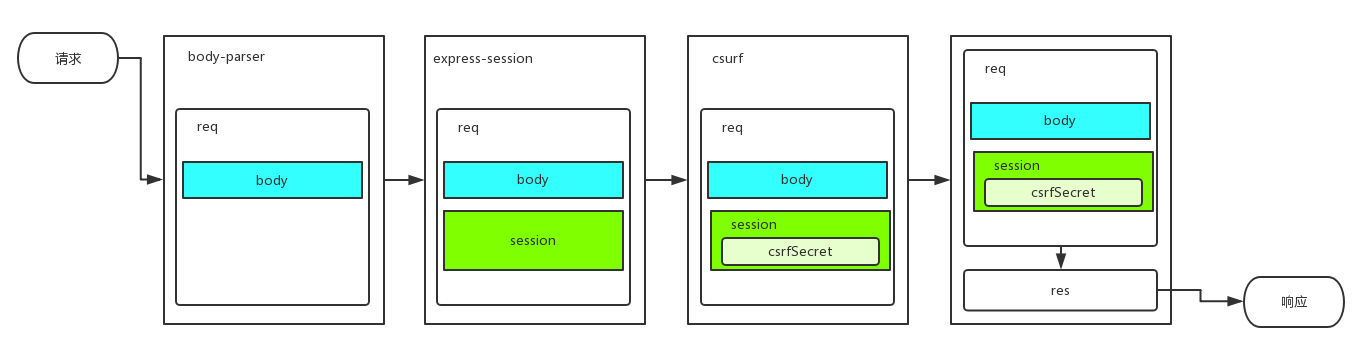 请求
body-parser
req
body
express-session
req
body
session
csurf
req
body
session
csrfSecret
req
body
session
csrfSecret
res
响应